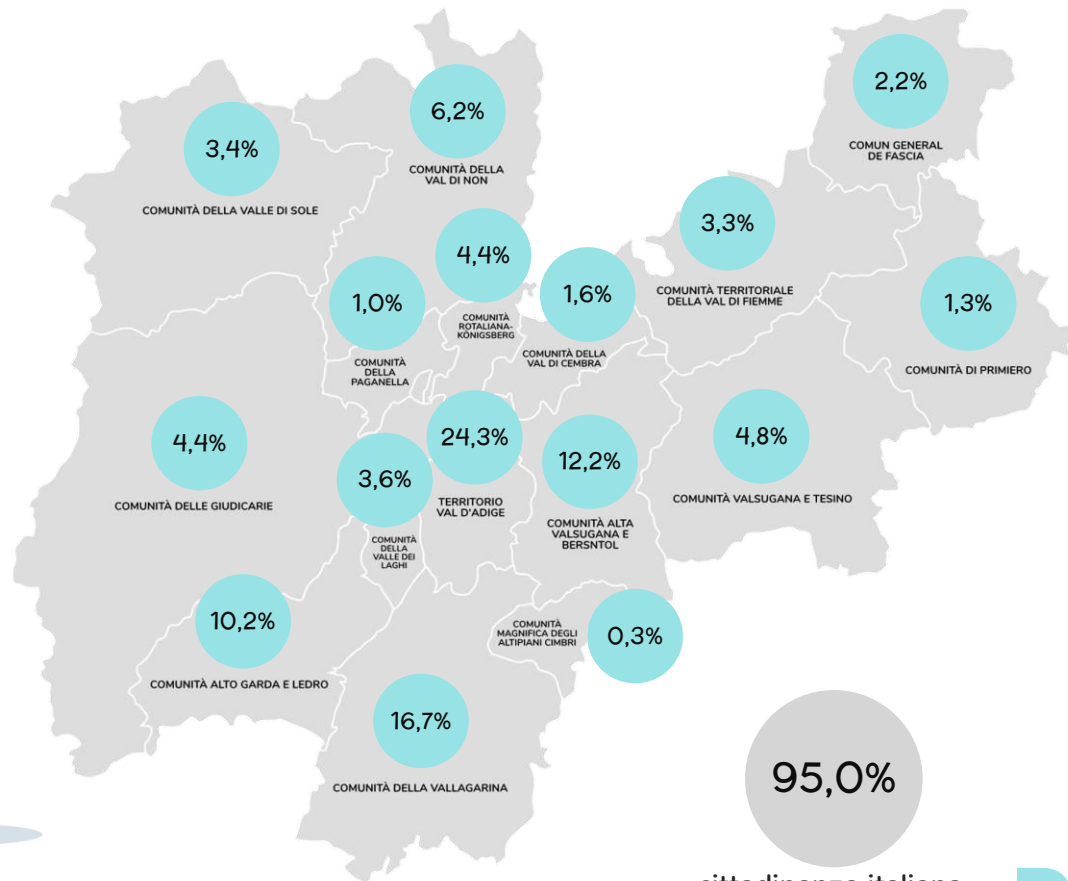 2,2%
COMUN GENERAL
DE FASCIA
6,2%
COMUNITÀ DELLA
VAL DI NON
3,4%
COMUNITÀ DELLA VALLE DI SOLE
3,3%
COMUNITÀ TERRITORIALE
DELLA VAL DI FIEMME
4,4%
COMUNITÀ
ROTALIANA-
KÖNIGSBERG
1,6%
COMUNITÀ DELLA
VAL DI CEMBRA
1,0%
COMUNITÀ
DELLA
PAGANELLA
1,3%
COMUNITÀ DI PRIMIERO
4,4%
COMUNITÀ DELLE GIUDICARIE
3,6%
COMUNITÀ
DELLA
VALLE DEI
LAGHI
24,3%
TERRITORIO
VAL D'ADIGE
12,2%
COMUNITÀ ALTA
VALSUGANA E
BERSNTOL
4,8%
COMUNITÀ VALSUGANA E TESINO
10,2%
COMUNITÀ ALTO GARDA E LEDRO
COMUNITÀ
MAGNIFICA DEGLI
ALTIPIANI CIMBRI
0,3%
16,7%
COMUNITÀ DELLA VALLAGARINA
95,0%
cittadinanza italiana